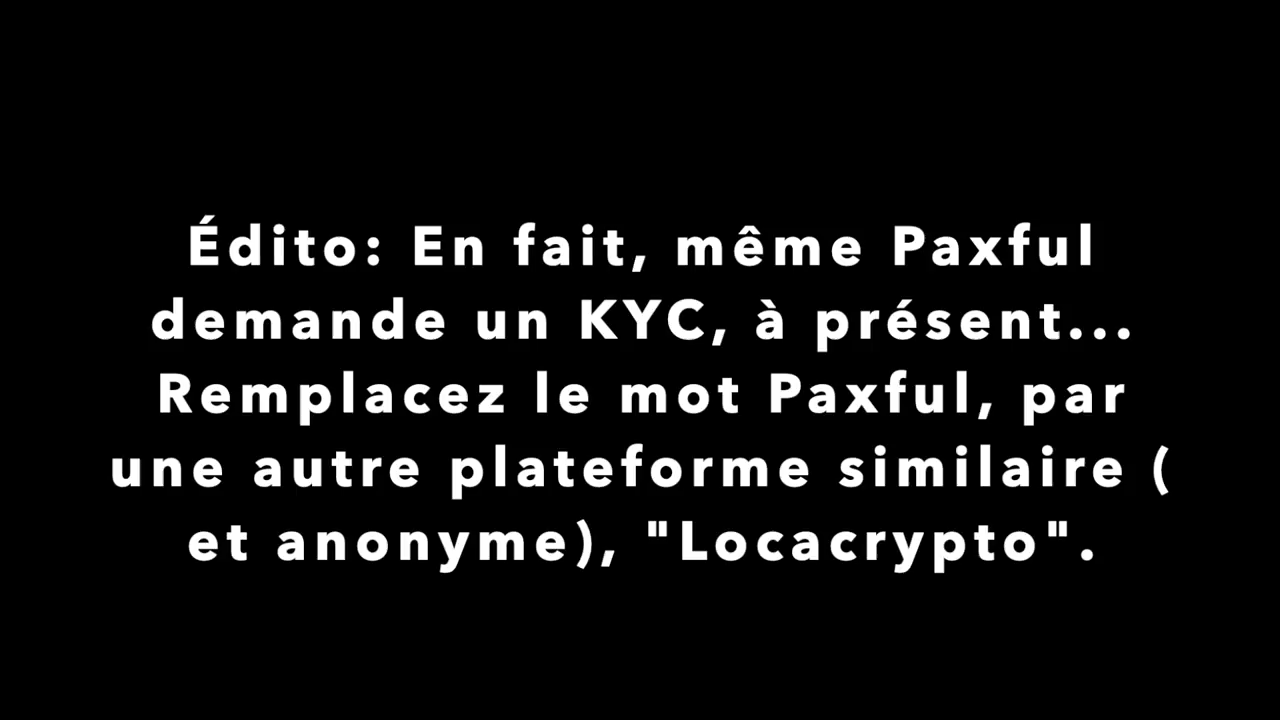 Édito: En fait, même Paxful
demande un KYC, à présent...
Remplacez le mot Paxful, par
une autre plateforme similaire (
et anonyme), "Locacrypto".